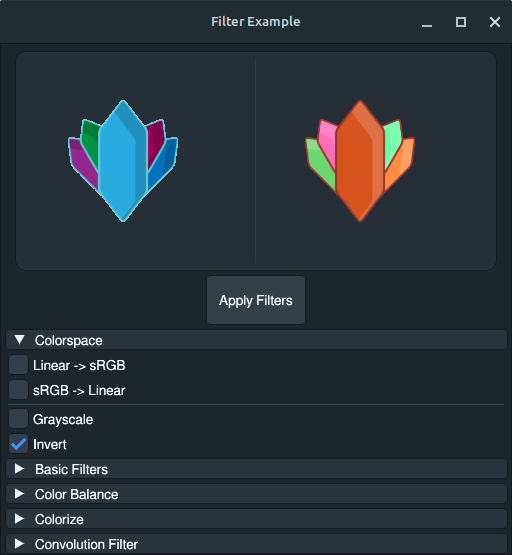 Filter Example
Apply Filters
Colorspace
Linear -> sRGB
sRGB -> Linear
Grayscale
Invert
Basic Filters
Color Balance
Colorize
Convolution Filter